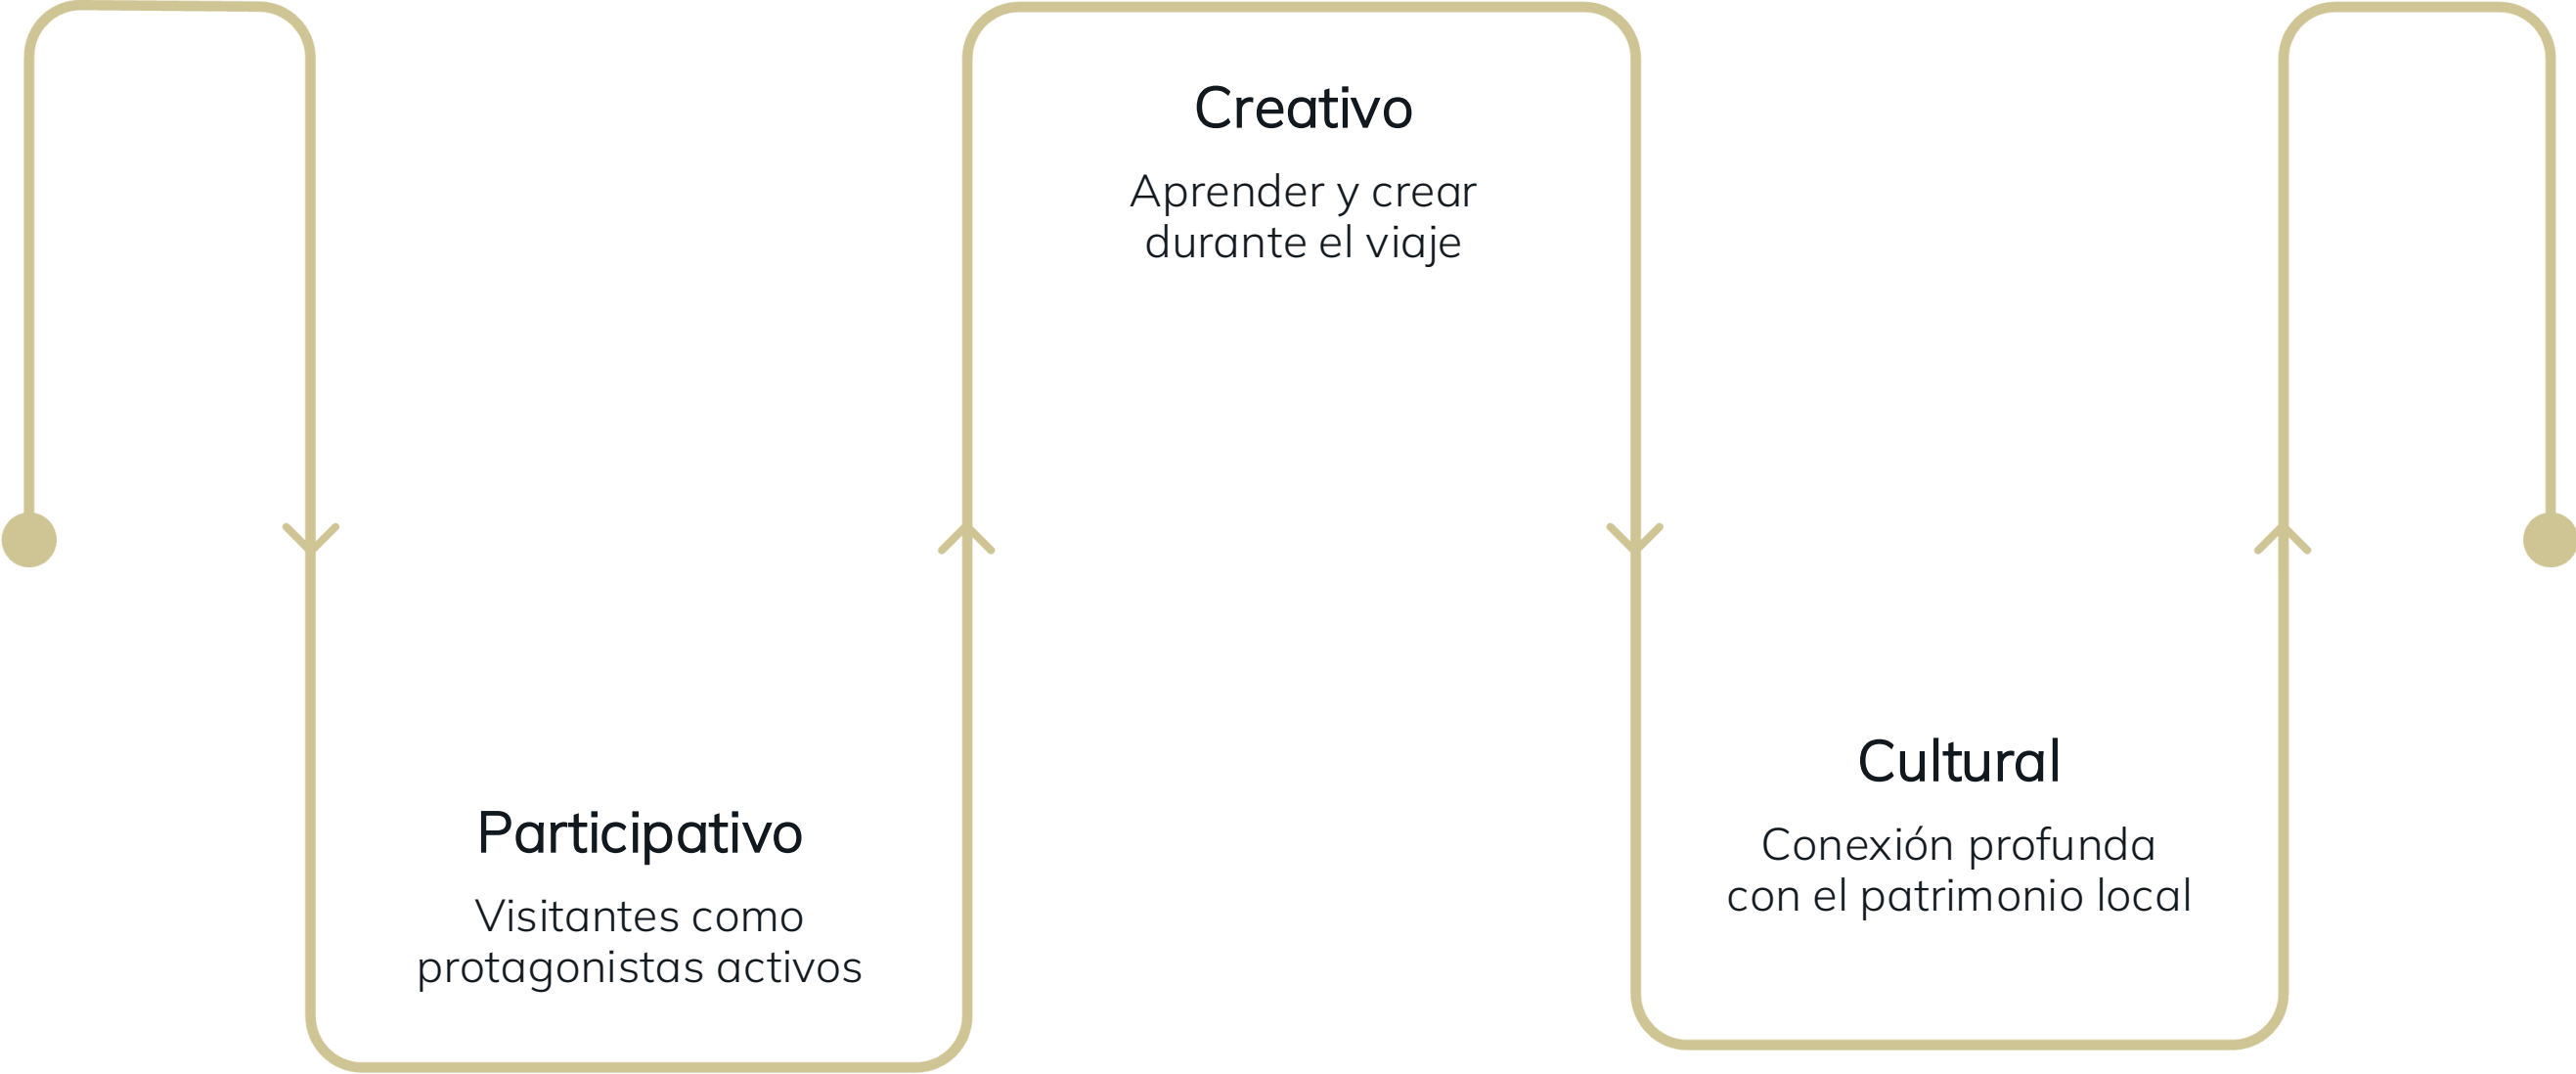 Participativo
Visitantes como
protagonistas activos
Creativo
Aprender y crear
durante el viaje
Cultural
Conexión profunda
con el patrimonio local